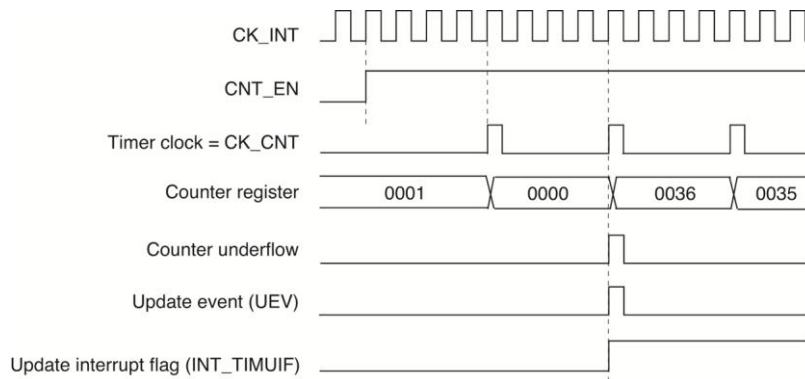 CK_INT
CNT_EN
Timer clock = CK_CNT
Counter register 0001 0000 0036 0035
Counter underflow
Update event (UEV)
Update interrupt flag (INT_TIMUIF)